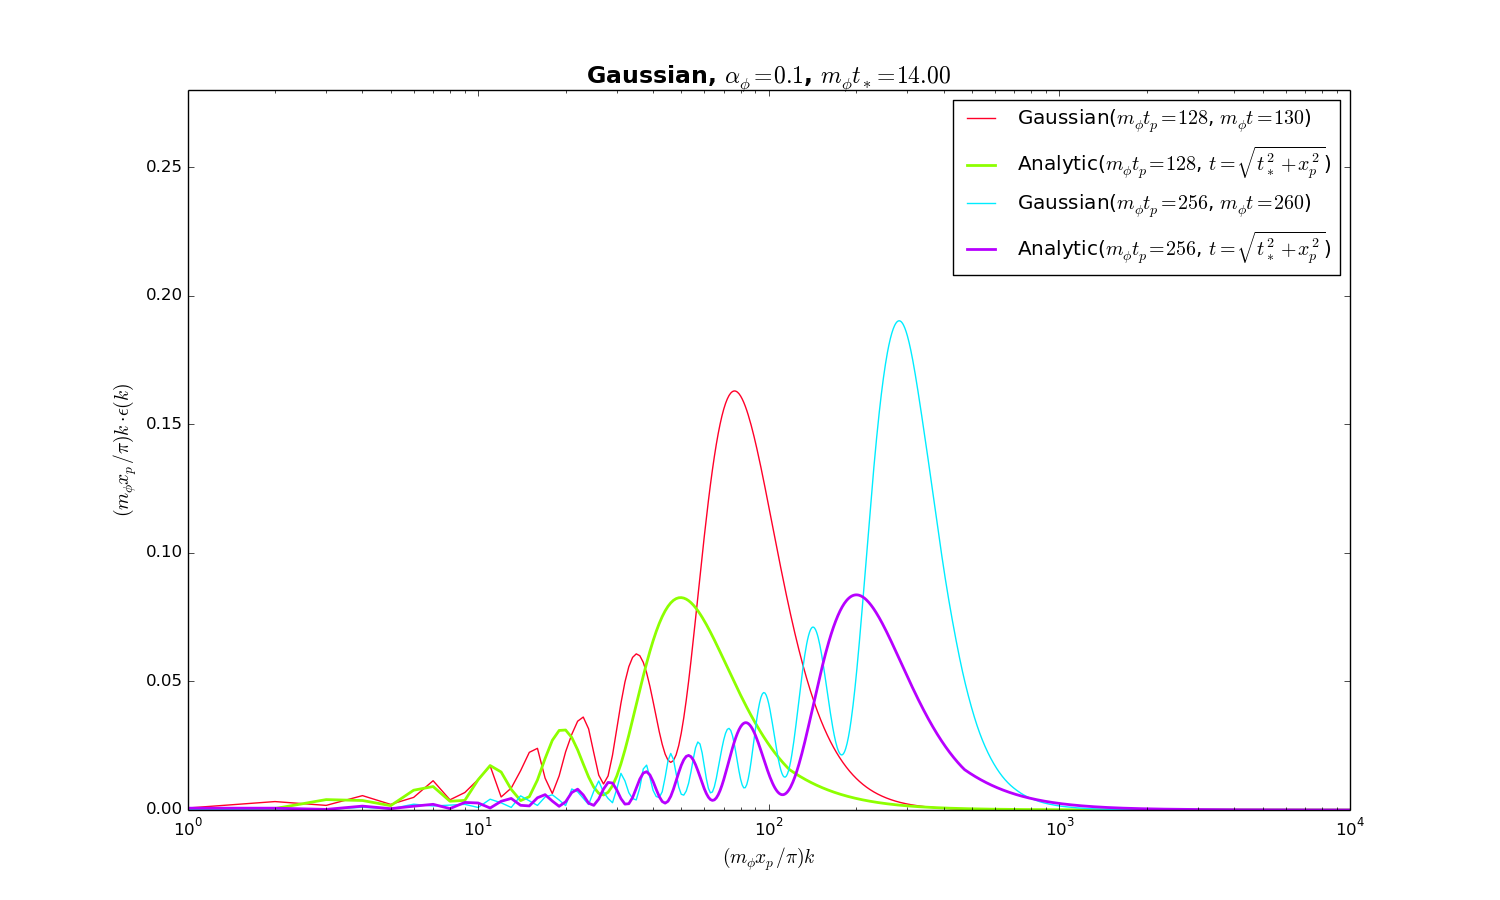 Gaussian, α_ϕ=0.1, m_ϕt_*=14.00
Gaussian(m_ϕt_p=128, m_ϕt=130)
Analytic(m_ϕt_p=128, t=√(t_*^2+x_p^2))
Gaussian(m_ϕt_p=256, m_ϕt=260)
Analytic(m_ϕt_p=256, t=√(t_*^2+x_p^2))
0.25
0.20
0.15
0.10
0.05
0.00
(m_ϕx_p/π)k·ϵ(k)
10^0 10^1 10^2 10^3 10^4
(m_ϕx_p/π)k